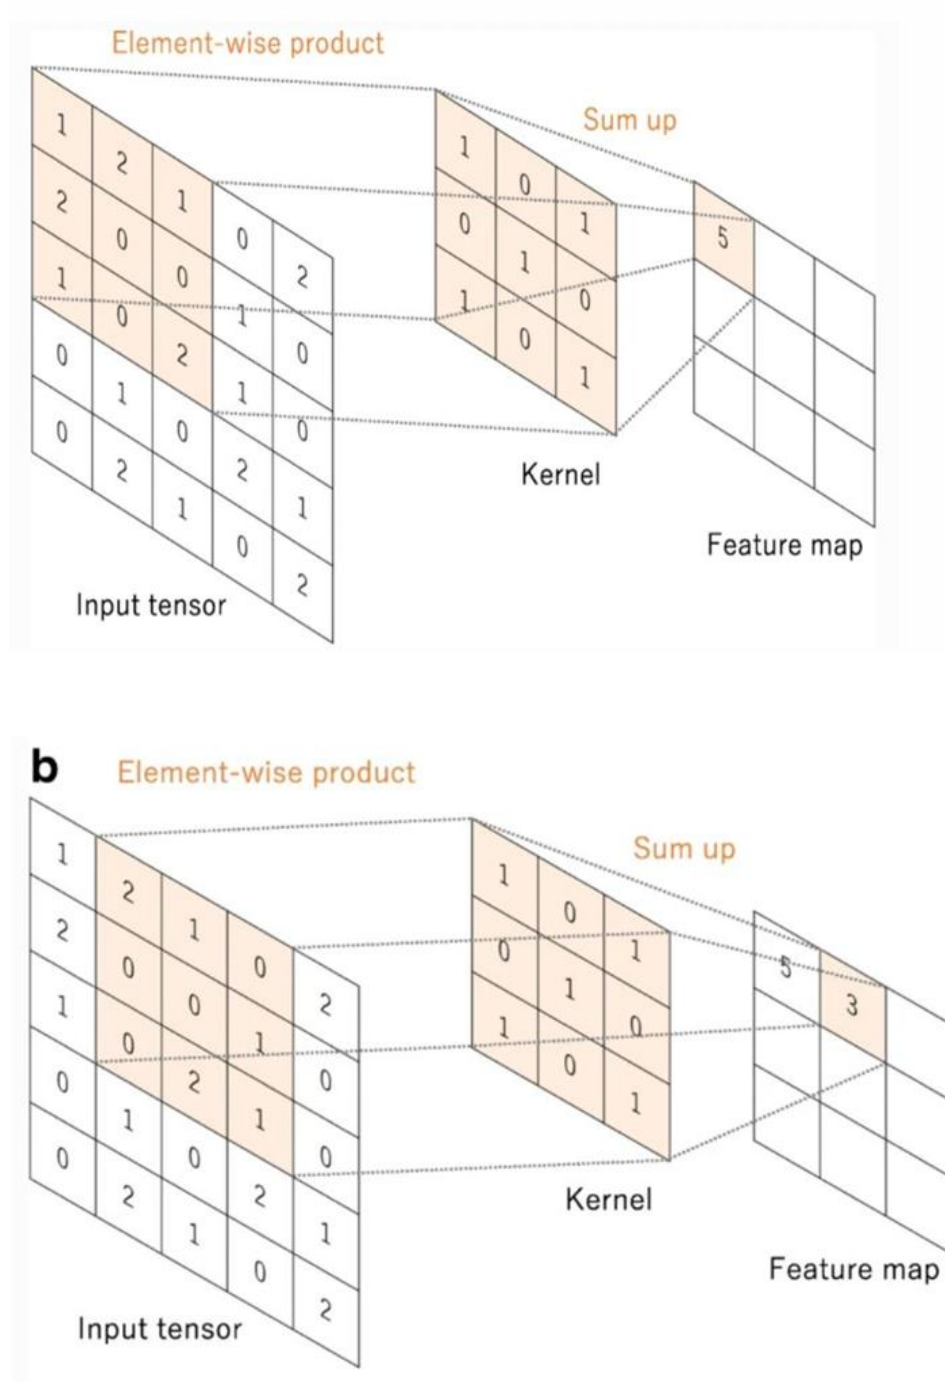 Element-wise product
Sum up
1 2 1 0 2
2 0 0 1 0
1 0 2 1 0
0 1 0 2 1
0 2 1 0 2
1 0 1
0 1 0
1 0 1
5
Kernel
Feature map
Input tensor
b
Element-wise product
Sum up
1 2 1 0 2
2 0 0 1 0
1 0 2 1 0
0 1 0 2 1
0 2 1 0 2
1 0 1
0 1 0
1 0 1
5 3
Kernel
Feature map
Input tensor